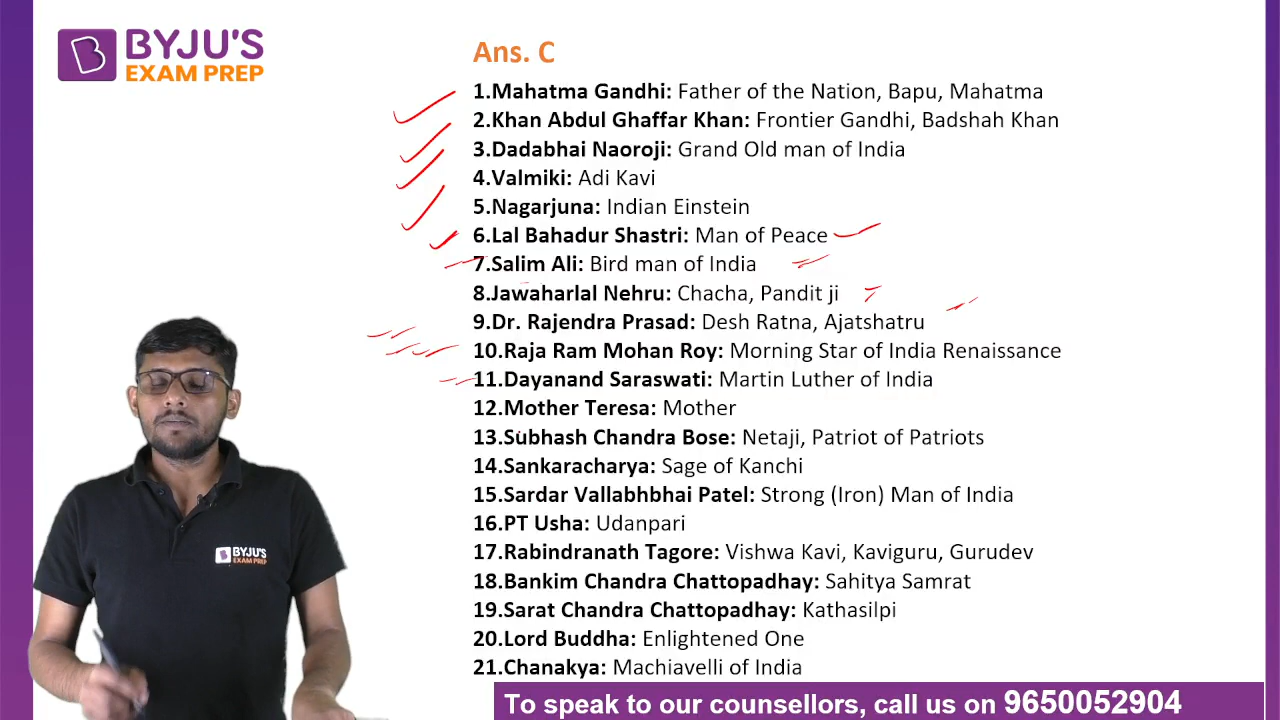 BYJU'S
EXAM PREP
Ans. C
1.Mahatma Gandhi: Father of the Nation, Bapu, Mahatma
2.Khan Abdul Ghaffar Khan: Frontier Gandhi, Badshah Khan
3.Dadabhai Naoroji: Grand Old man of India
4.Valmiki: Adi Kavi
5.Nagarjuna: Indian Einstein
6.Lal Bahadur Shastri: Man of Peace
7.Salim Ali: Bird man of India
8.Jawaharlal Nehru: Chacha, Pandit ji
9.Dr. Rajendra Prasad: Desh Ratna, Ajatshatru
10.Raja Ram Mohan Roy: Morning Star of India Renaissance
11.Dayanand Saraswati: Martin Luther of India
12.Mother Teresa: Mother
13.Subhash Chandra Bose: Netaji, Patriot of Patriots
14.Sankaracharya: Sage of Kanchi
15.Sardar Vallabhbhai Patel: Strong (Iron) Man of India
16.PT Usha: Udanpari
17.Rabindranath Tagore: Vishwa Kavi, Kaviguru, Gurudev
18.Bankim Chandra Chattopadhay: Sahitya Samrat
19.Sarat Chandra Chattopadhay: Kathasilpi
20.Lord Buddha: Enlightened One
21.Chanakya: Machiavelli of India
BYJU'S
EXAM PREP
To speak to our counsellors, call us on 9650052904